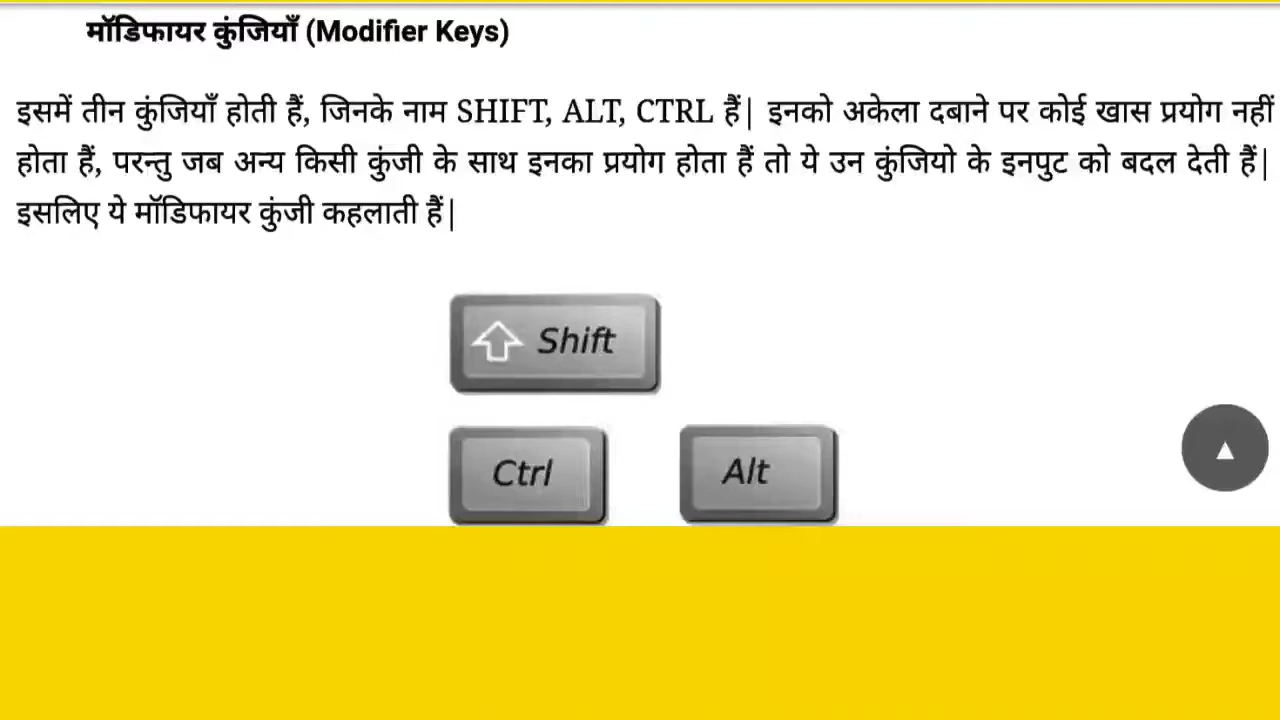 मॉडिफायर कुंजियाँ (Modifier Keys)
इसमें तीन कुंजियाँ होती हैं, जिनके नाम SHIFT, ALT, CTRL हैं| इनको अकेला दबाने पर कोई खास प्रयोग नहीं
होता हैं, परन्तु जब अन्य किसी कुंजी के साथ इनका प्रयोग होता हैं तो ये उन कुंजियो के इनपुट को बदल देती हैं|
इसलिए ये मॉडिफायर कुंजी कहलाती हैं|
Shift
Ctrl
Alt